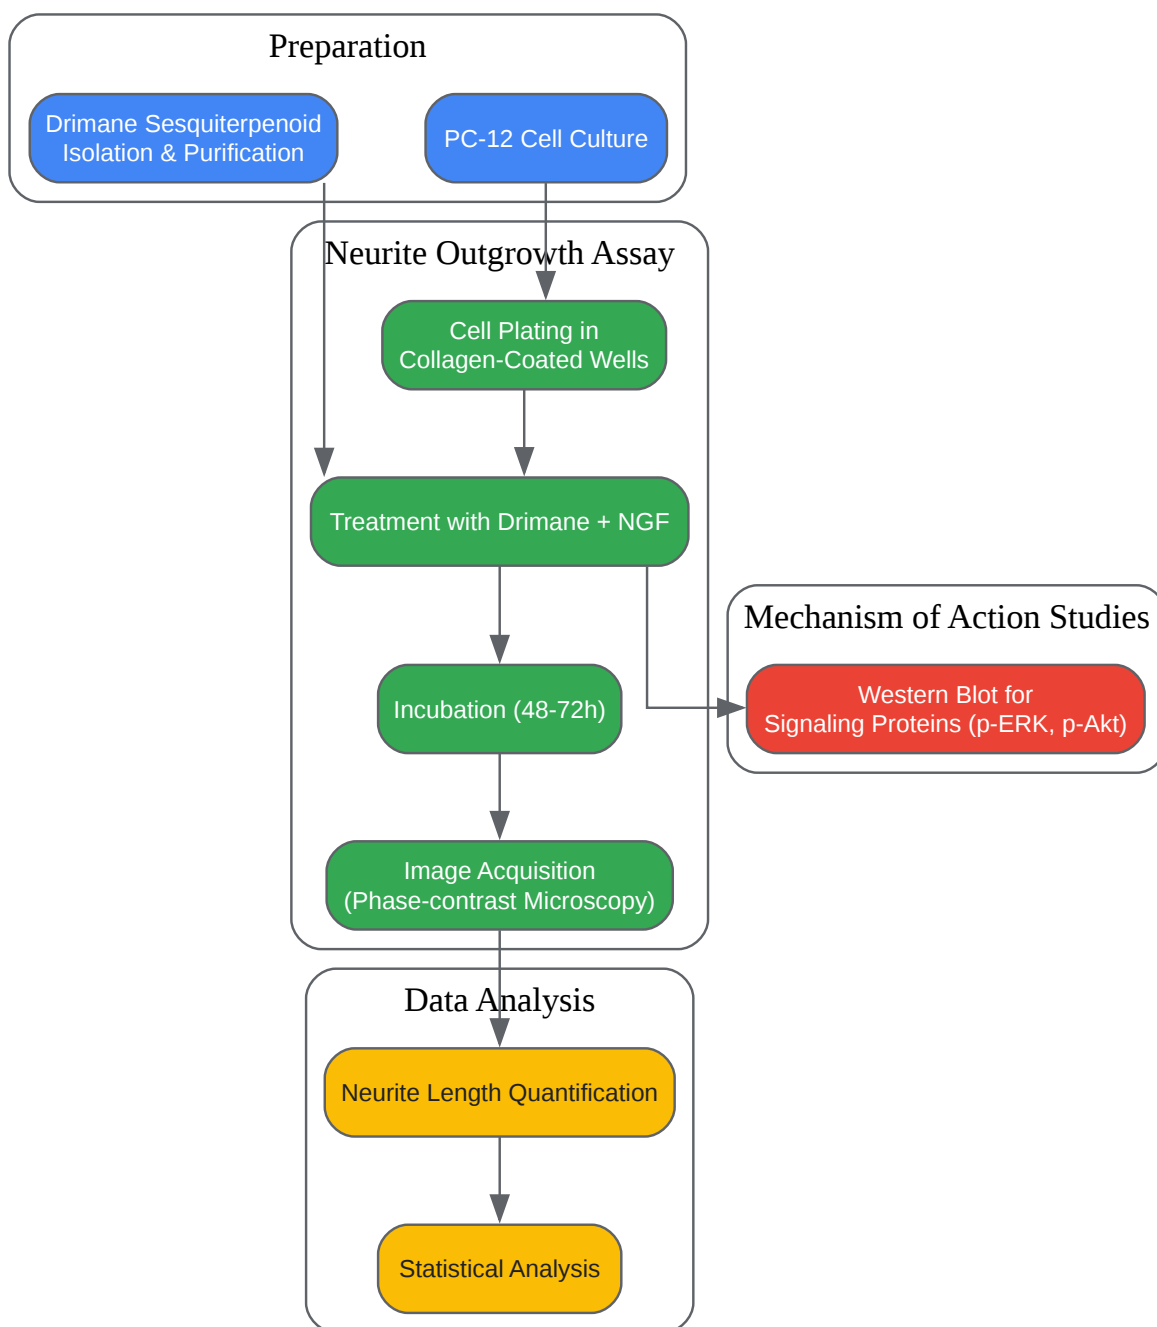 Preparation
Drimane Sesquiterpenoid
Isolation & Purification
PC-12 Cell Culture
Neurite Outgrowth Assay
Cell Plating in
Collagen-Coated Wells
Treatment with Drimane + NGF
Mechanism of Action Studies
Western Blot for
Signaling Proteins (p-ERK, p-Akt)
Incubation (48-72h)
Image Acquisition
(Phase-contrast Microscopy)
Data Analysis
Neurite Length Quantification
Statistical Analysis